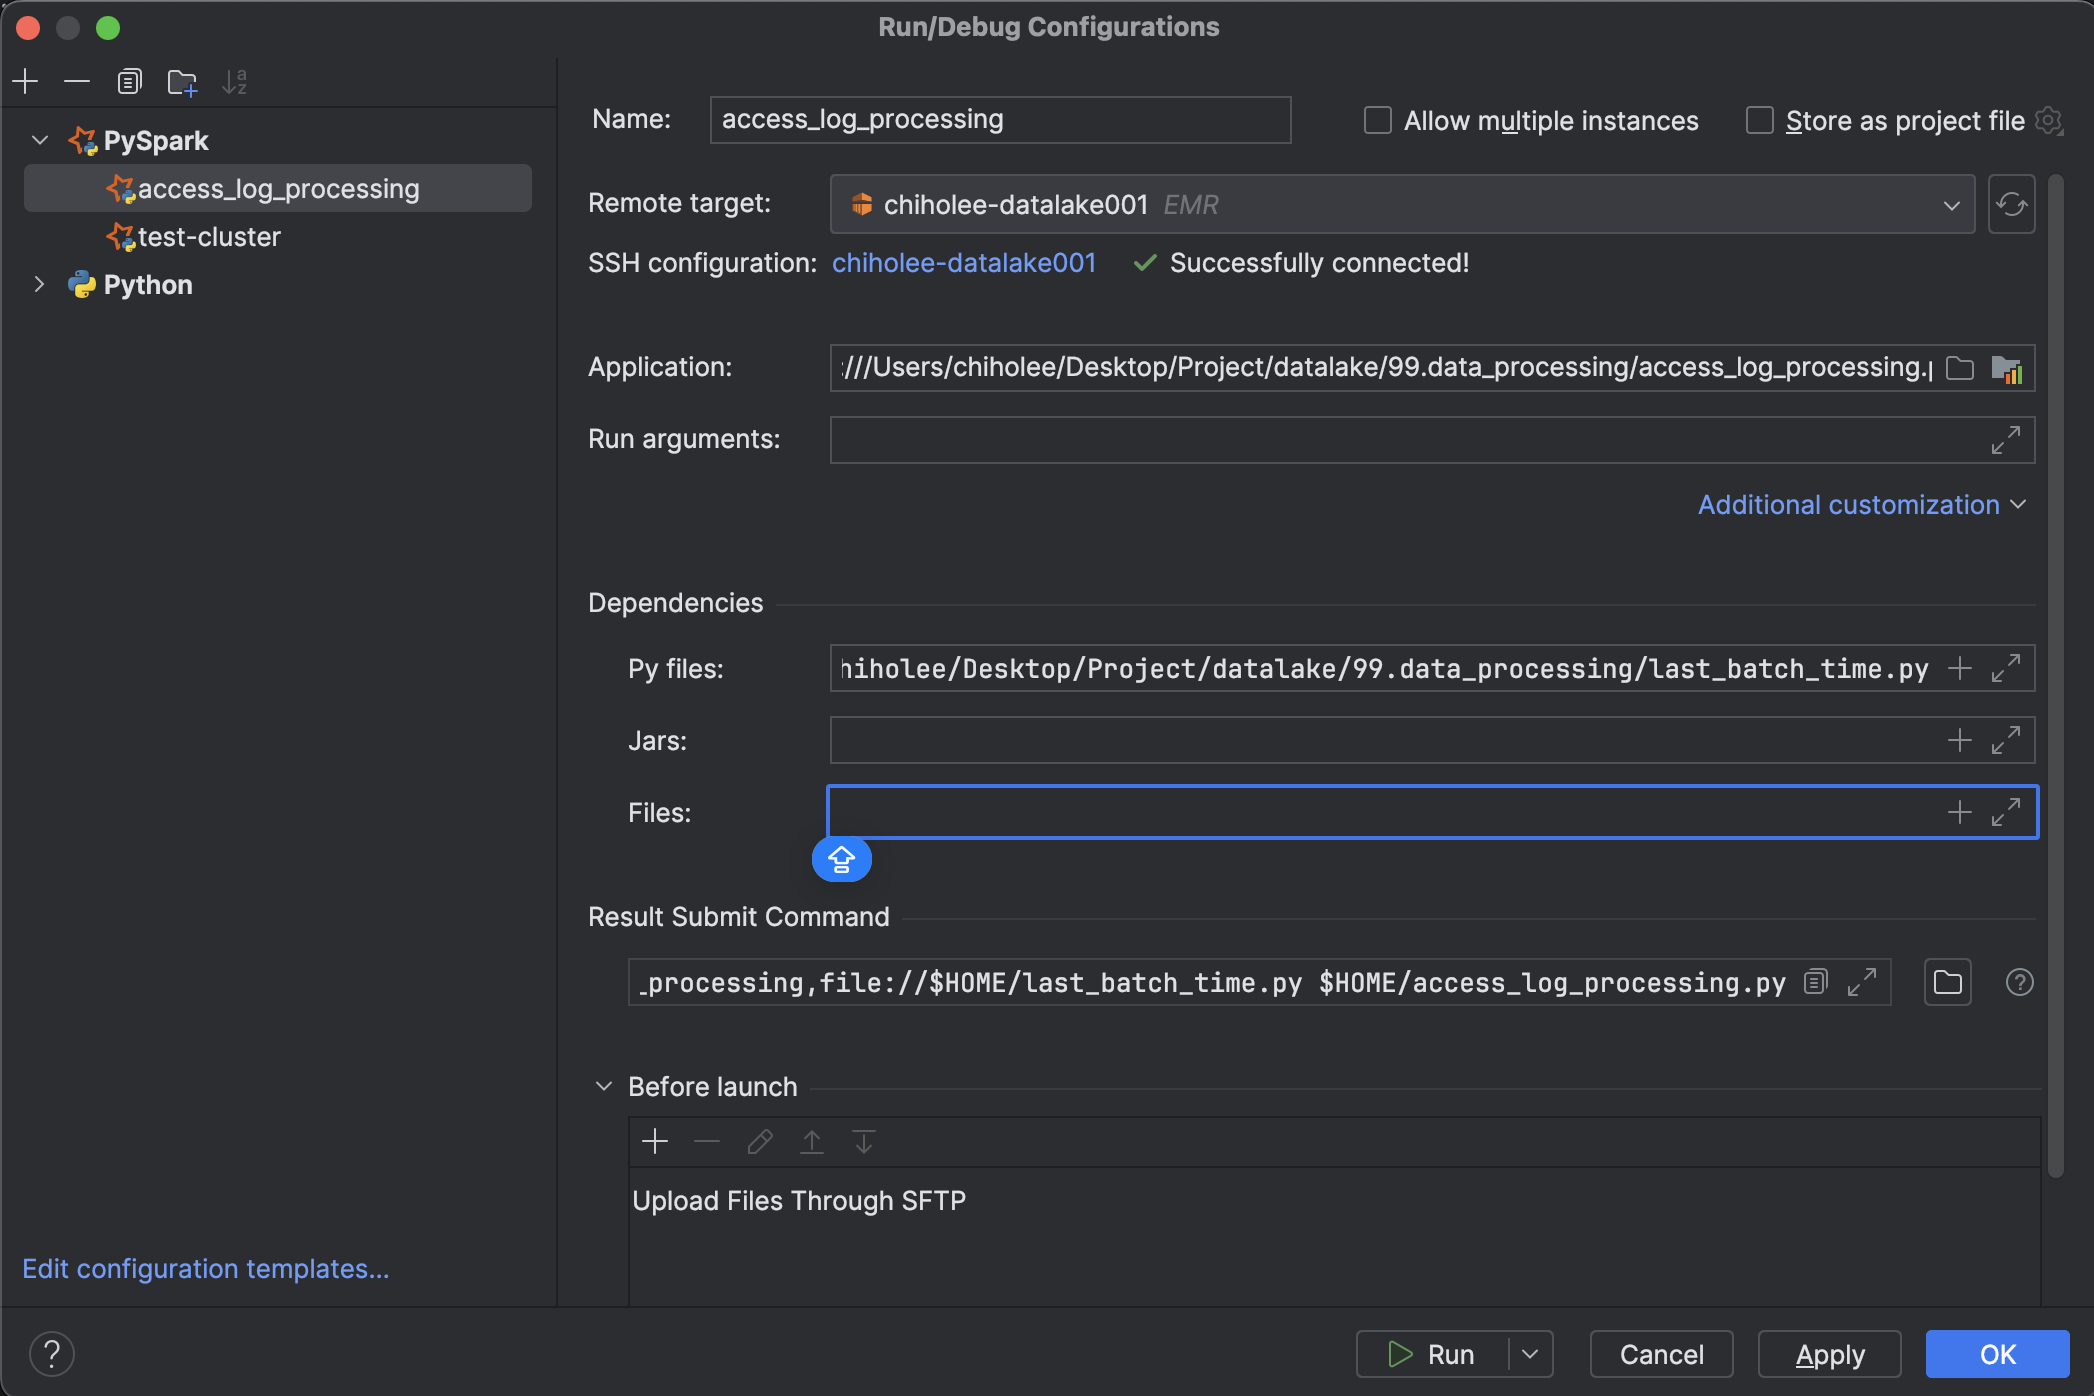 Run/Debug Configurations
PySpark
access_log_processing
test-cluster
Python
Edit configuration templates...
Name: access_log_processing Allow multiple instances Store as project file
Remote target: chiholee-datalake001 EMR
SSH configuration: chiholee-datalake001 Successfully connected!
Application: :///Users/chiholee/Desktop/Project/datalake/99.data_processing/access_log_processing.p
Run arguments:
Additional customization
Dependencies
Py files: hiholee/Desktop/Project/datalake/99.data_processing/last_batch_time.py
Jars:
Files:
Result Submit Command
_processing,file://$HOME/last_batch_time.py $HOME/access_log_processing.py
Before launch
Upload Files Through SFTP
Run Cancel Apply OK